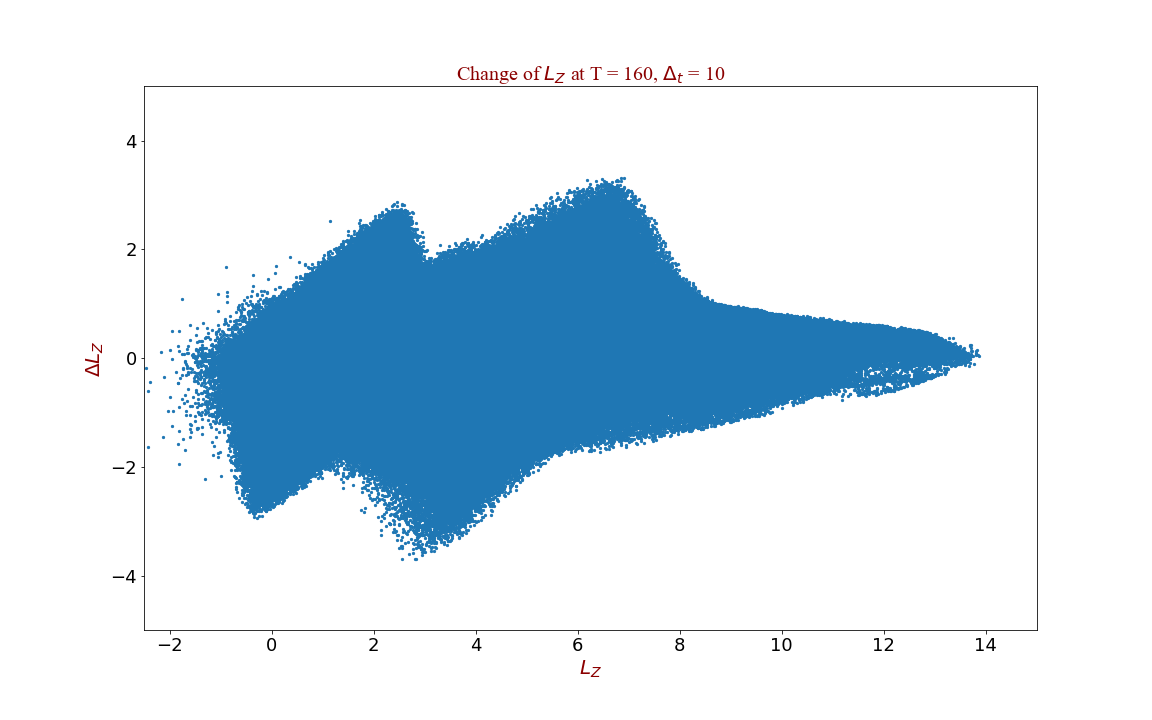 Change of L_Z at T = 160, Δ_t = 10
4
2
0
−2
−4
ΔL_Z
−2 0 2 4 6 8 10 12 14
L_Z